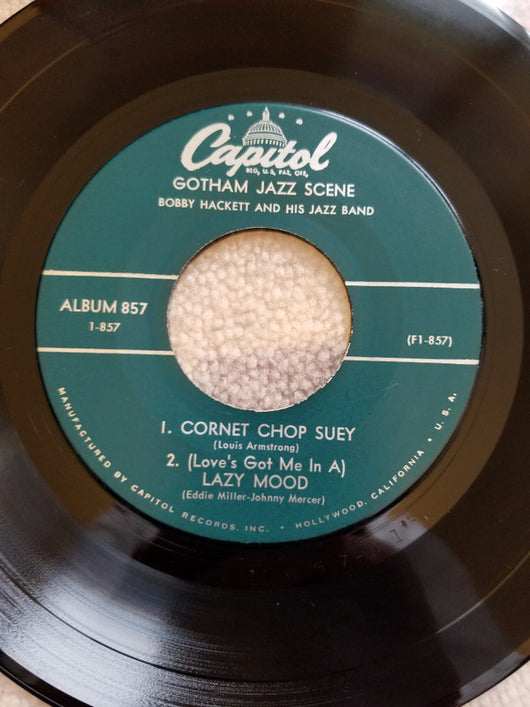 Capitol
REG. U.S. PAT. OFF.
GOTHAM JAZZ SCENE
BOBBY HACKETT AND HIS JAZZ BAND
ALBUM 857
1-857
(F1-857)
1. CORNET CHOP SUEY
(Louis Armstrong)
2. (Love's Got Me In A)
LAZY MOOD
(Eddie Miller-Johnny Mercer)
MANUFACTURED BY CAPITOL RECORDS, INC. • HOLLYWOOD, CALIFORNIA • U.S.A.